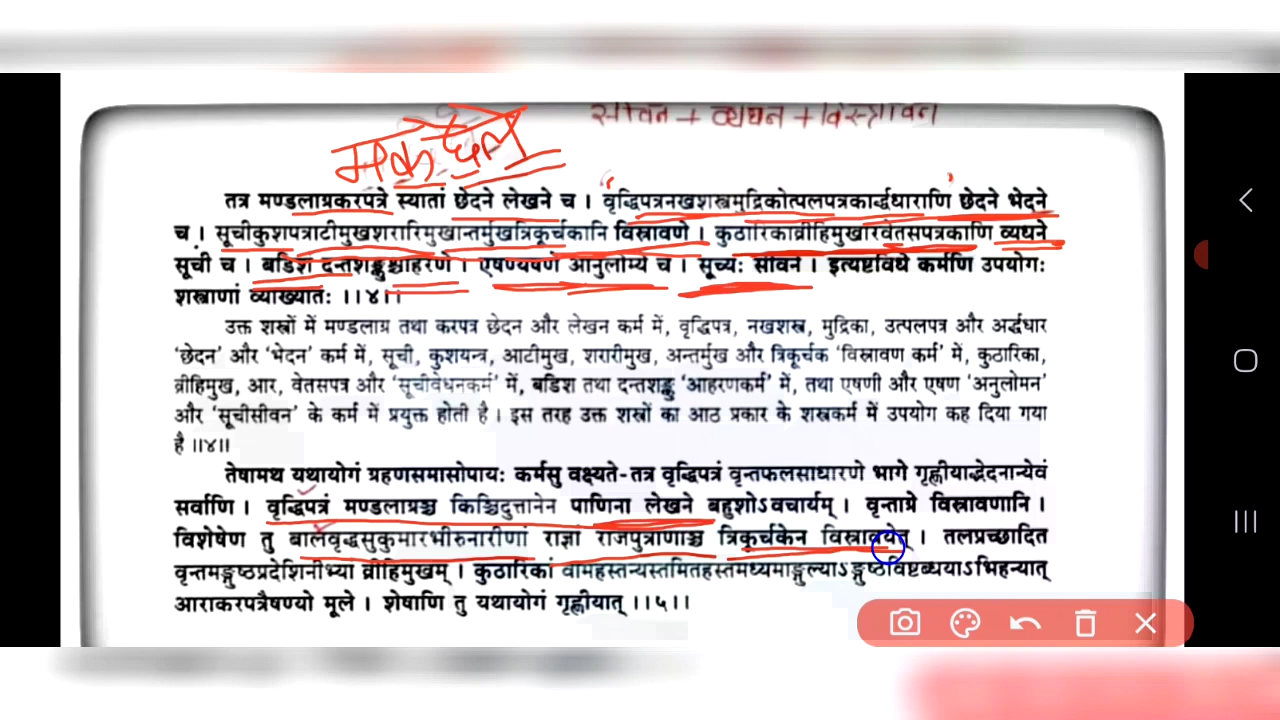 सीवन + व्यधन + विस्त्रावन
मक छेले
तत्र मण्डलाग्रकरपत्रे स्यातां छेदने लेखने च । वृद्धिपत्रनखशस्त्रमुद्रिकोत्पलपत्रकार्द्धधाराणि छेदने भेदने
च । सूचीकुशपत्राटीमुखशरारिमुखान्तर्मुखत्रिकूर्चकानि विस्रावणे । कुठारिकाव्रीहिमुखारवेतसपत्रकाणि व्यधने
सूची च । बडिश दन्तशङ्कुश्चाहरणे । एषण्येषणे आनुलोम्ये च । सूच्यः सीवने । इत्यष्टविधे कर्मणि उपयोगः
शस्त्राणां व्याख्यातः ।।४।।
उक्त शस्त्रों में मण्डलाग्र तथा करपत्र छेदन और लेखन कर्म में, वृद्धिपत्र, नखशस्त्र, मुद्रिका, उत्पलपत्र और अर्द्धधार
'छेदन' और 'भेदन' कर्म में, सूची, कुशयन्त्र, आटीमुख, शरारीमुख, अन्तर्मुख और त्रिकूर्चक 'विस्रावण कर्म' में, कुठारिका,
व्रीहिमुख, आर, वेतसपत्र और 'सूचीवेधनकर्म' में, बडिश तथा दन्तशङ्कु 'आहरणकर्म' में, तथा एषणी और एषण 'अनुलोमन'
और 'सूचीसीवन' के कर्म में प्रयुक्त होती है । इस तरह उक्त शस्त्रों का आठ प्रकार के शस्त्रकर्म में उपयोग कह दिया गया
है ।।४।।
तेषामथ यथायोगं ग्रहणसमासोपायः कर्मसु वक्ष्यते-तत्र वृद्धिपत्रं वृन्तफलसाधारणे भागे गृह्णीयाद्भेदनान्येवं
सर्वाणि । वृद्धिपत्रं मण्डलाग्रञ्च किञ्चिदुत्तानेन पाणिना लेखने बहुशोऽवचार्यम् । वृन्ताग्रे विस्रावणानि ।
विशेषेण तु बालवृद्धसुकुमारभीरुनारीणां राज्ञा राजपुत्राणाञ्च त्रिकूर्चकेन विस्रावयेत् । तलप्रच्छादित
वृन्तमङ्गुष्ठप्रदेशिनीभ्यां व्रीहिमुखम् । कुठारिकां वामहस्तन्यस्तमितहस्तमध्यमाङ्गुल्याऽङ्गुष्ठविष्टब्धयाऽभिहन्यात्
आराकरपत्रैषण्यो मूले । शेषाणि तु यथायोगं गृह्णीयात् ।।५।।